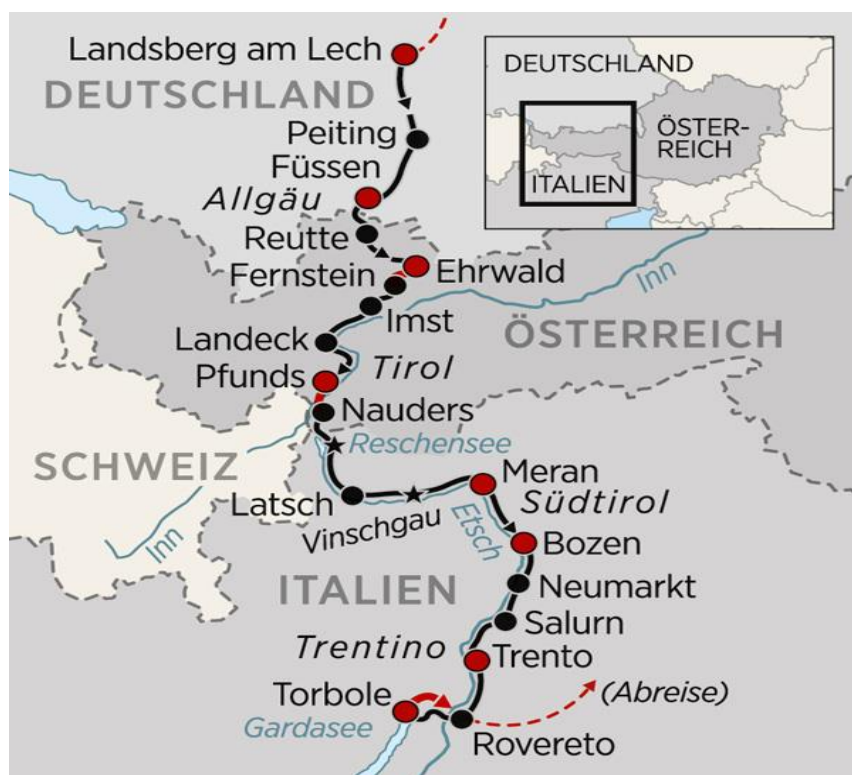 Landsberg am Lech
DEUTSCHLAND
DEUTSCHLAND
ÖSTER-
REICH
ITALIEN
Peiting
Füssen
Allgäu
Reutte
Ehrwald
Fernstein
Inn
Imst
ÖSTERREICH
Landeck
Tirol
Pfunds
Nauders
Reschensee
SCHWEIZ
Meran
Latsch
Südtirol
Vinschgau
Etsch
Inn
Bozen
ITALIEN
Neumarkt
Salurn
Trentino
Trento
Torbole
(Abreise)
Gardasee
Rovereto